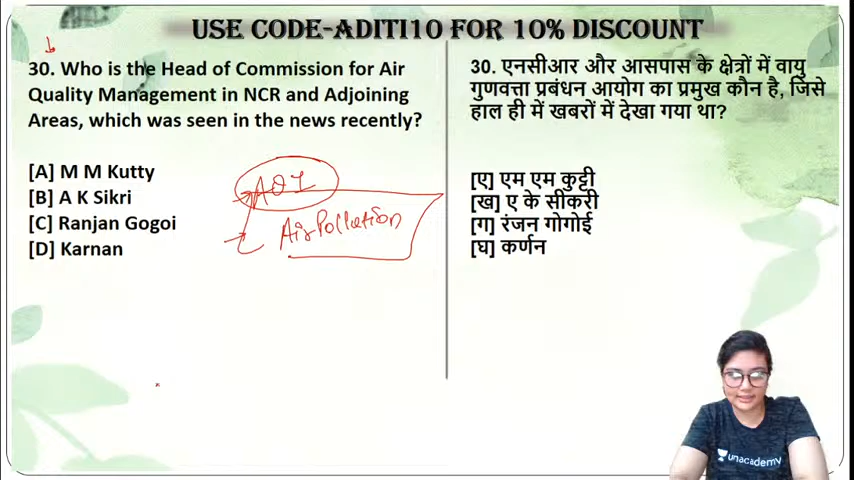 USE CODE-ADITI10 FOR 10% DISCOUNT
30. Who is the Head of Commission for Air
Quality Management in NCR and Adjoining
Areas, which was seen in the news recently?
[A] M M Kutty
[B] A K Sikri
[C] Ranjan Gogoi
[D] Karnan
AQI
Air Pollution
30. एनसीआर और आसपास के क्षेत्रों में वायु
गुणवत्ता प्रबंधन आयोग का प्रमुख कौन है, जिसे
हाल ही में खबरों में देखा गया था?
[ए] एम एम कुट्टी
[ख] ए के सीकरी
[ग] रंजन गोगोई
[घ] कर्णन
unacademy